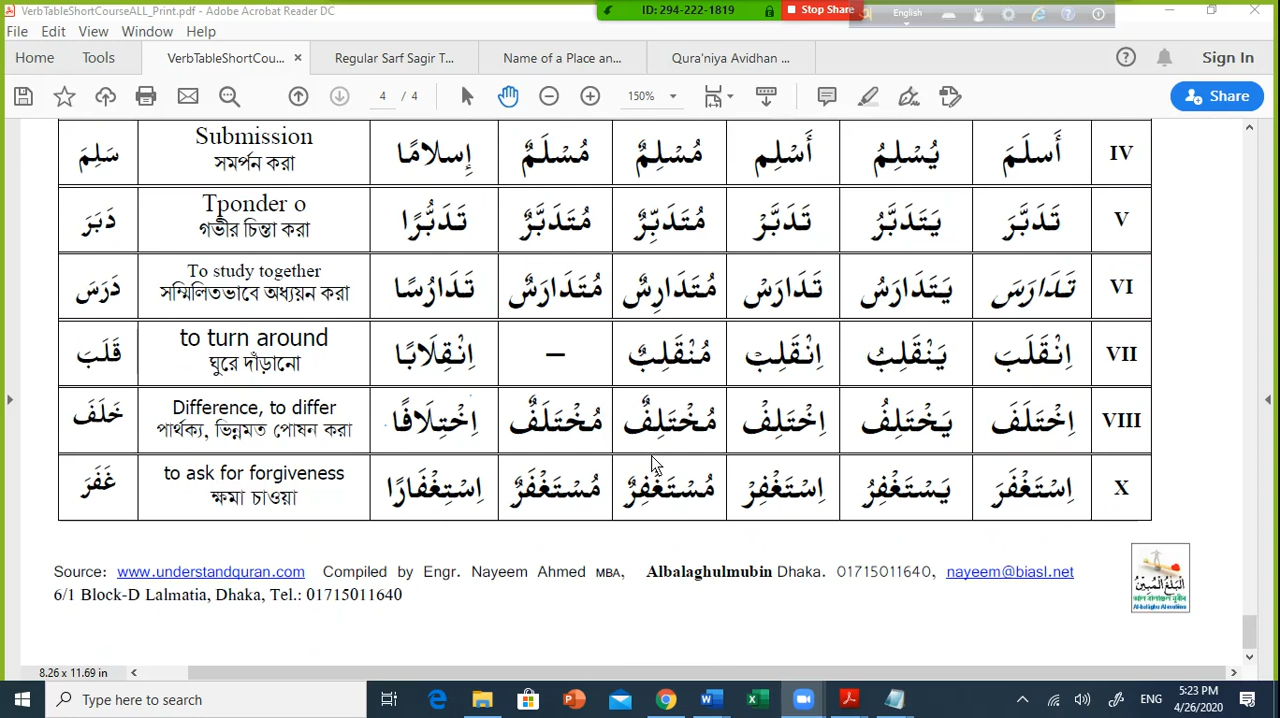 VerbTableShortCourseALL_Print.pdf - Adobe Acrobat Reader DC
ID: 294-222-1819 Stop Share
English
File Edit View Window Help
Home Tools VerbTableShortCou... × Regular Sarf Sagir T... Name of a Place an... Qura'niya Avidhan ... Sign In
4 / 4 150% Share
سَلِمَ Submission إِسلامًا مُسْلَمٌ مُسْلِمٌ أَسْلِم يُسْلِمُ أَسلَمَ IV
সমর্পন করা
دَبَرَ Tponder o تَدَبُّرًا مُتَدَبَّرٌ مُتَدَبِّرٌ تَدَبَّرْ يَتَدَبَّرُ تَدَبَّرَ V
গভীর চিন্তা করা
دَرَسَ To study together تَدَارُسًا مُتَدَارَسٌ مُتَدَارِسٌ تَدَارَسْ يَتَدَارَسُ تَدَارَسَ VI
সম্মিলিতভাবে অধ্যয়ন করা
قَلَبَ to turn around اِنْقِلَابًا – مُنْقَلِبٌ اِنْقَلِبْ يَنْقَلِبُ اِنْقَلَبَ VII
ঘুরে দাঁড়ানো
خَلَفَ Difference, to differ اِخْتِلَافًا مُخْتَلَفٌ مُخْتَلِفٌ اِخْتَلِفْ يَخْتَلِفُ اِخْتَلَفَ VIII
পার্থক্য, ভিন্নমত পোষন করা
غَفَرَ to ask for forgiveness اِسْتِغْفَارًا مُسْتَغْفَرٌ مُسْتَغْفِرٌ اِسْتَغْفِرْ يَسْتَغْفِرُ اِسْتَغْفَرَ X
ক্ষমা চাওয়া
Source: www.understandquran.com Compiled by Engr. Nayeem Ahmed MBA, Albalaghulmubin Dhaka. 01715011640, nayeem@biasl.net
6/1 Block-D Lalmatia, Dhaka, Tel.: 01715011640
8.26 x 11.69 in
Type here to search
ENG
5:23 PM
4/26/2020